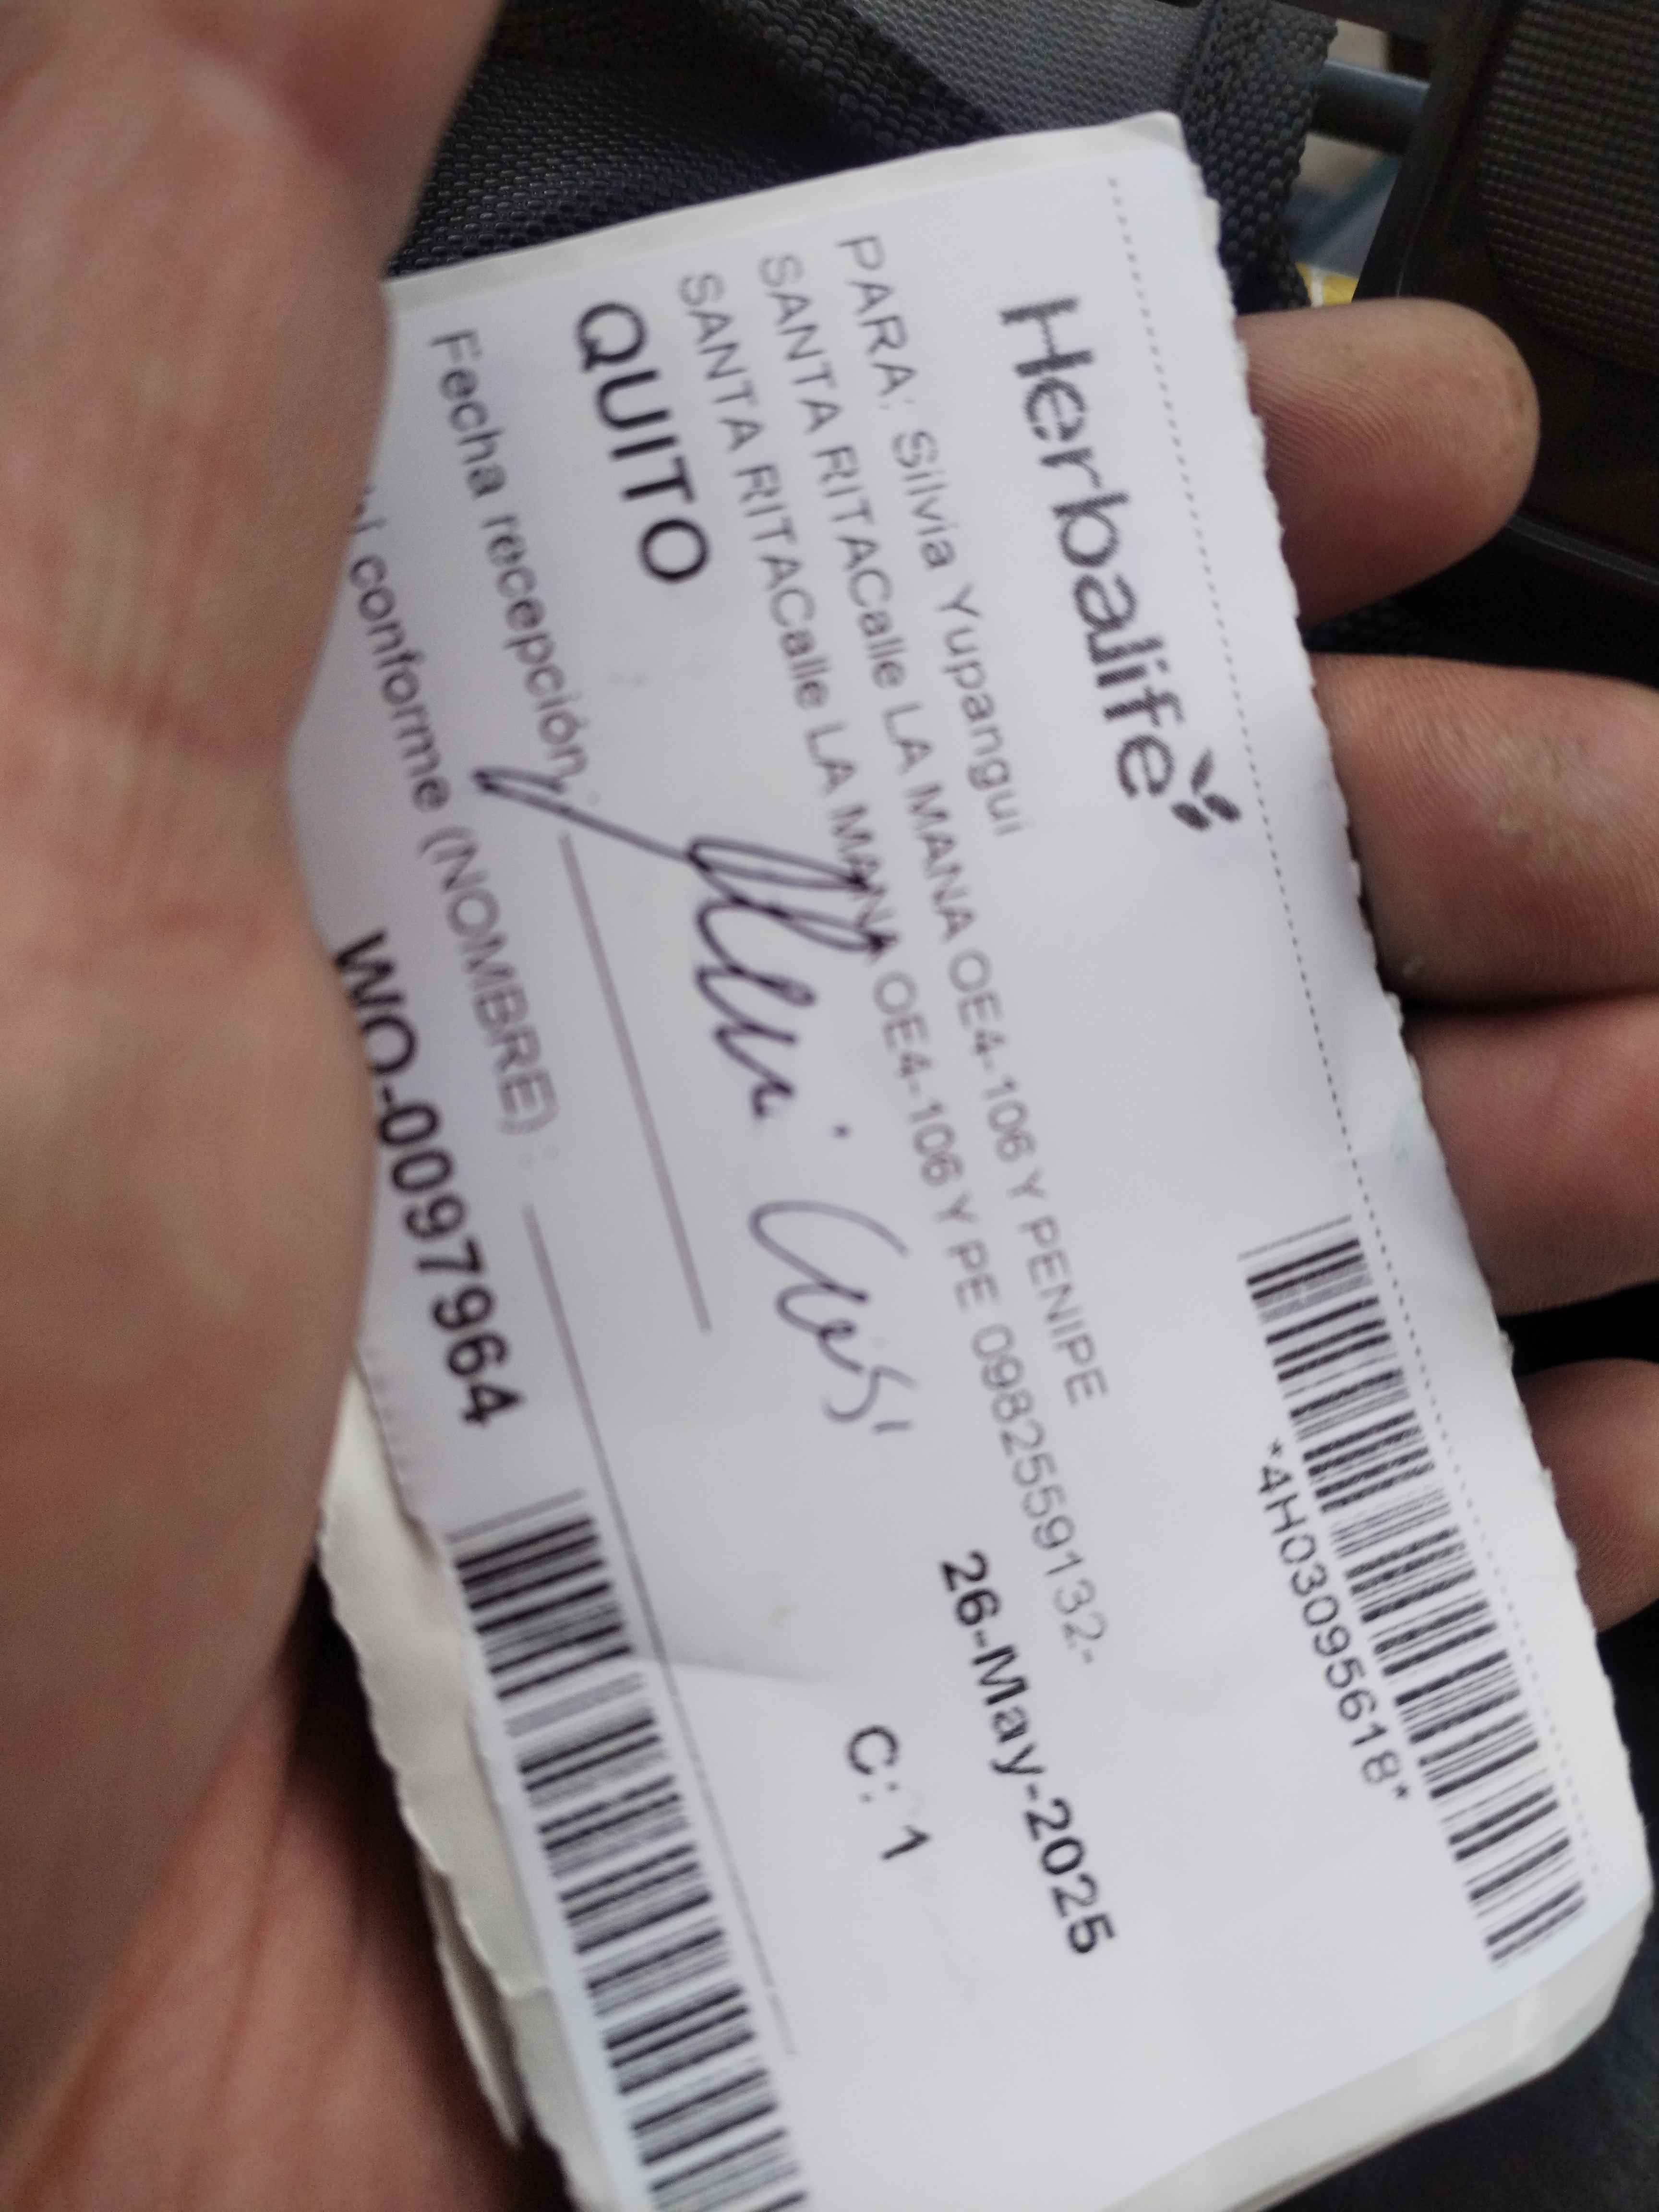 Herbalife
*4H03095618*
PARA: Silvia Yupangui
SANTA RITACalle LA MANA OE4-106 Y PENIPE
SANTA RITACalle LA MANA OE4-106 Y PE 0982559132-
QUITO
26-May-2025
C: 1
Fecha recepción:
conforme (NOMBRE) :
WO-0097964